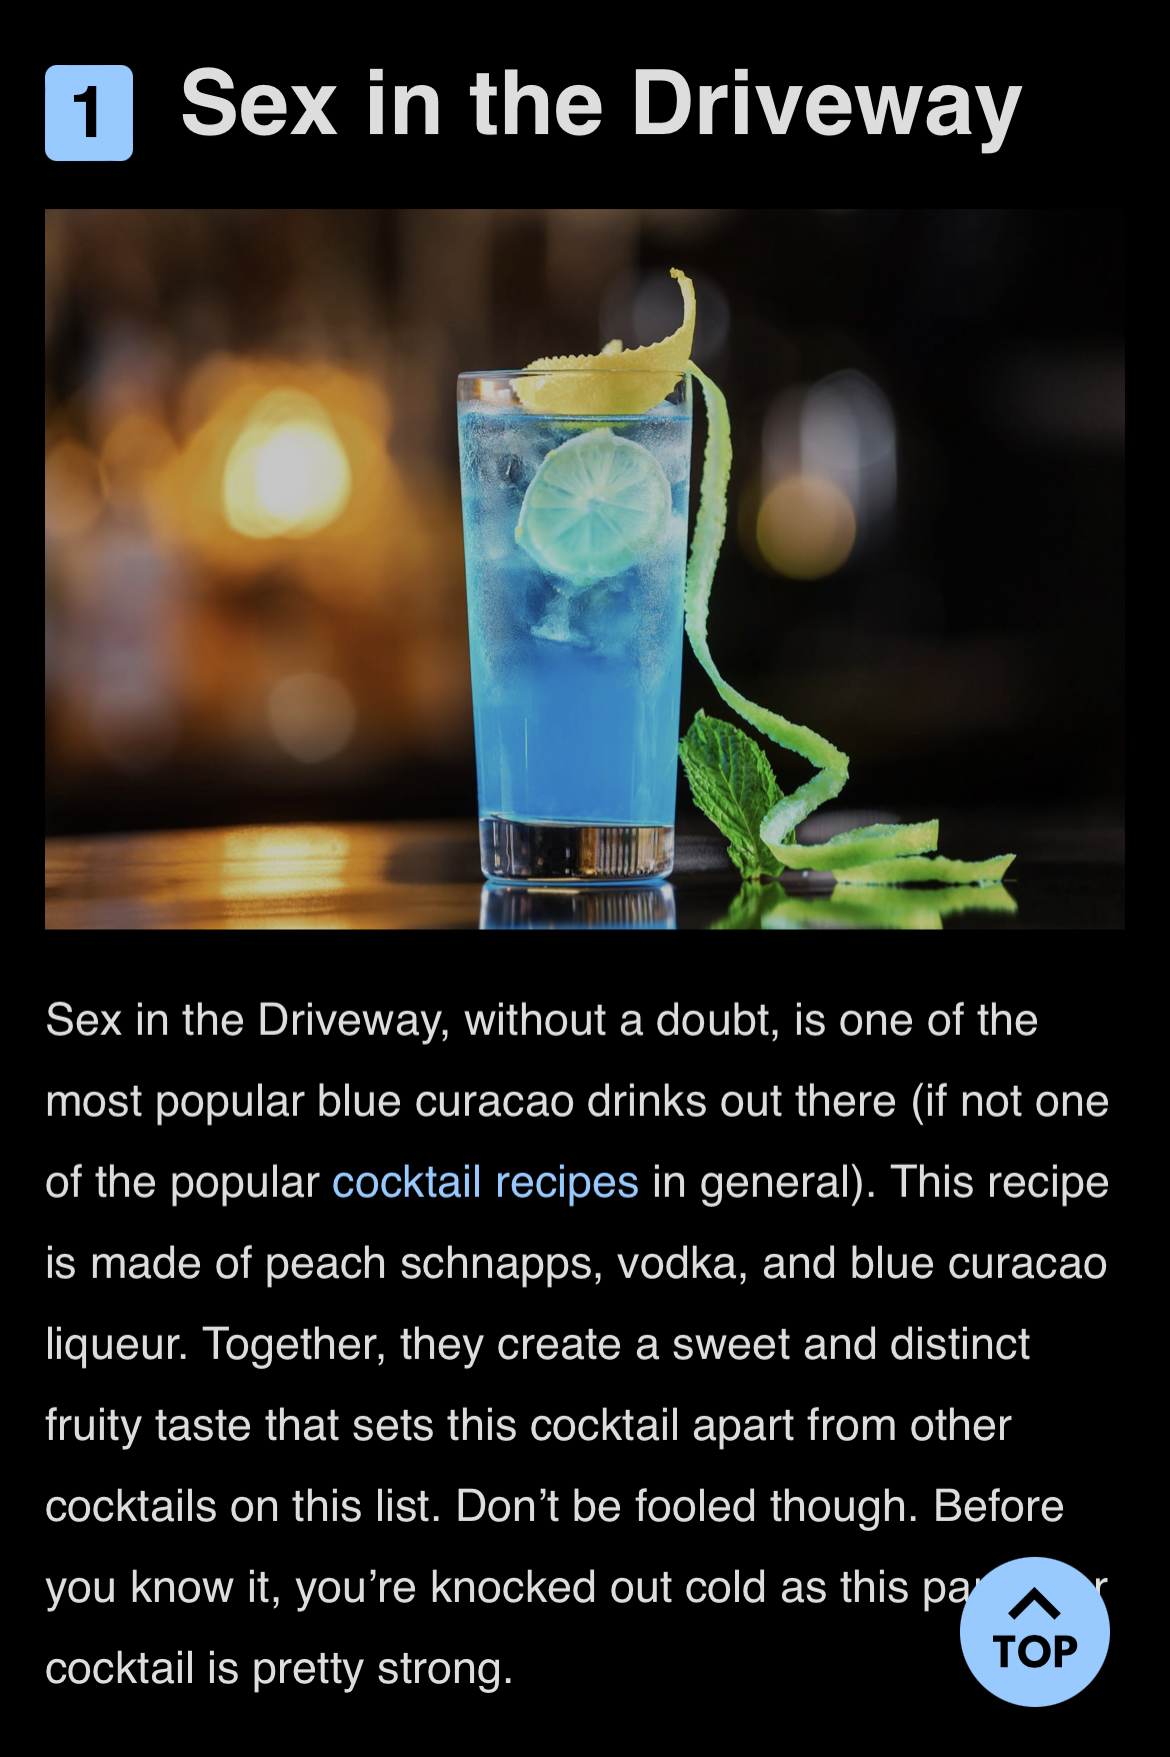 1 Sex in the Driveway
Sex in the Driveway, without a doubt, is one of the
most popular blue curacao drinks out there (if not one
of the popular cocktail recipes in general). This recipe
is made of peach schnapps, vodka, and blue curacao
liqueur. Together, they create a sweet and distinct
fruity taste that sets this cocktail apart from other
cocktails on this list. Don’t be fooled though. Before
you know it, you’re knocked out cold as this
cocktail is pretty strong.
TOP